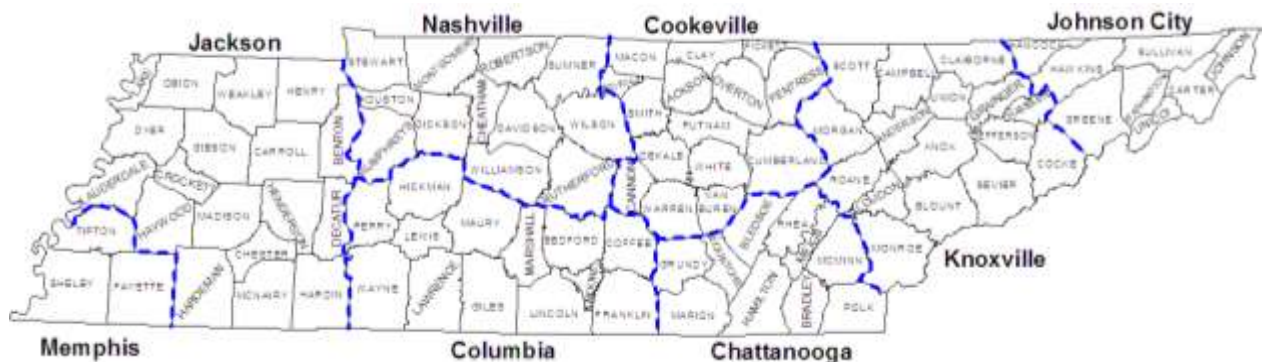 Nashville
Cookeville
Johnson City
Jackson
Knoxville
Memphis
Columbia
Chattanooga
STEWART
ROBERTSON
SUMNER
MACON
CLAY
PICKETT
SCOTT
CAMPBELL
CLAIBORNE
HANCOCK
HAWKINS
SULLIVAN
JOHNSON
OBION
WEAKLEY
HENRY
HOUSTON
CHEATHAM
JACKSON
OVERTON
FENTRESS
UNION
GRAINGER
CARTER
UNICOI
DYER
GIBSON
CARROLL
BENTON
HUMPHREYS
DICKSON
DAVIDSON
WILSON
SMITH
PUTNAM
MORGAN
ANDERSON
KNOX
JEFFERSON
GREENE
COCKE
LAUDERDALE
CROCKET
HAYWOOD
MADISON
HENDERSON
DECATUR
PERRY
HICKMAN
WILLIAMSON
RUTHERFORD
CANNON
DEKALB
WHITE
CUMBERLAND
ROANE
LOUDON
BLOUNT
SEVIER
TIPTON
CHESTER
LEWIS
MAURY
MARSHALL
BEDFORD
COFFEE
WARREN
VAN
BUREN
BLEDSOE
RHEA
MEIGS
MCMINN
MONROE
SHELBY
FAYETTE
HARDEMAN
MCNAIRY
HARDIN
WAYNE
LAWRENCE
GILES
LINCOLN
MOORE
FRANKLIN
GRUNDY
MARION
HAMILTON
BRADLEY
POLK